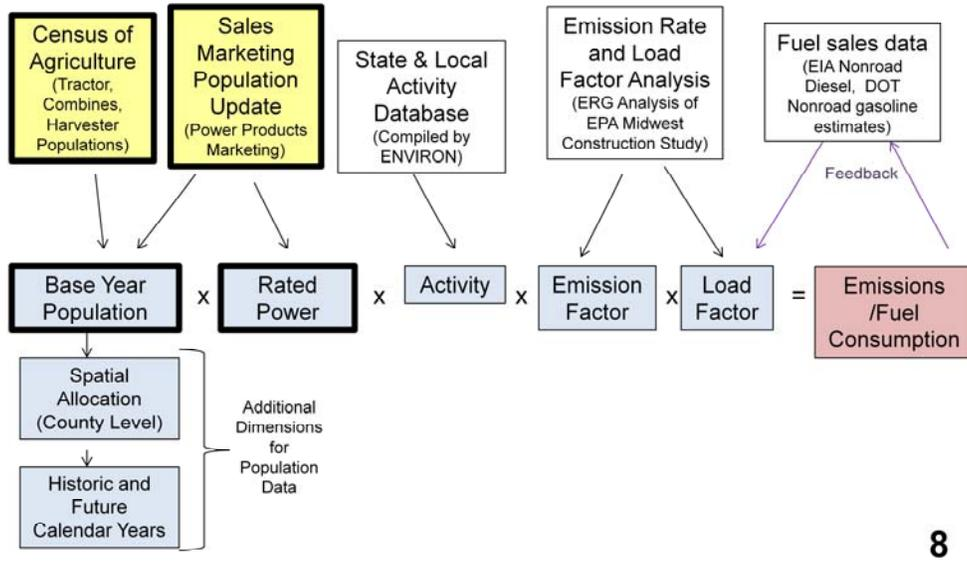 Census of
Agriculture
(Tractor,
Combines,
Harvester
Populations)
Sales
Marketing
Population
Update
(Power Products
Marketing)
State & Local
Activity
Database
(Compiled by
ENVIRON)
Emission Rate
and Load
Factor Analysis
(ERG Analysis of
EPA Midwest
Construction Study)
Fuel sales data
(EIA Nonroad
Diesel, DOT
Nonroad gasoline
estimates)
Feedback
Base Year
Population
x
Rated
Power
x
Activity
x
Emission
Factor
x
Load
Factor
=
Emissions
/Fuel
Consumption
Spatial
Allocation
(County Level)
Historic and
Future
Calendar Years
Additional
Dimensions
for
Population
Data
8